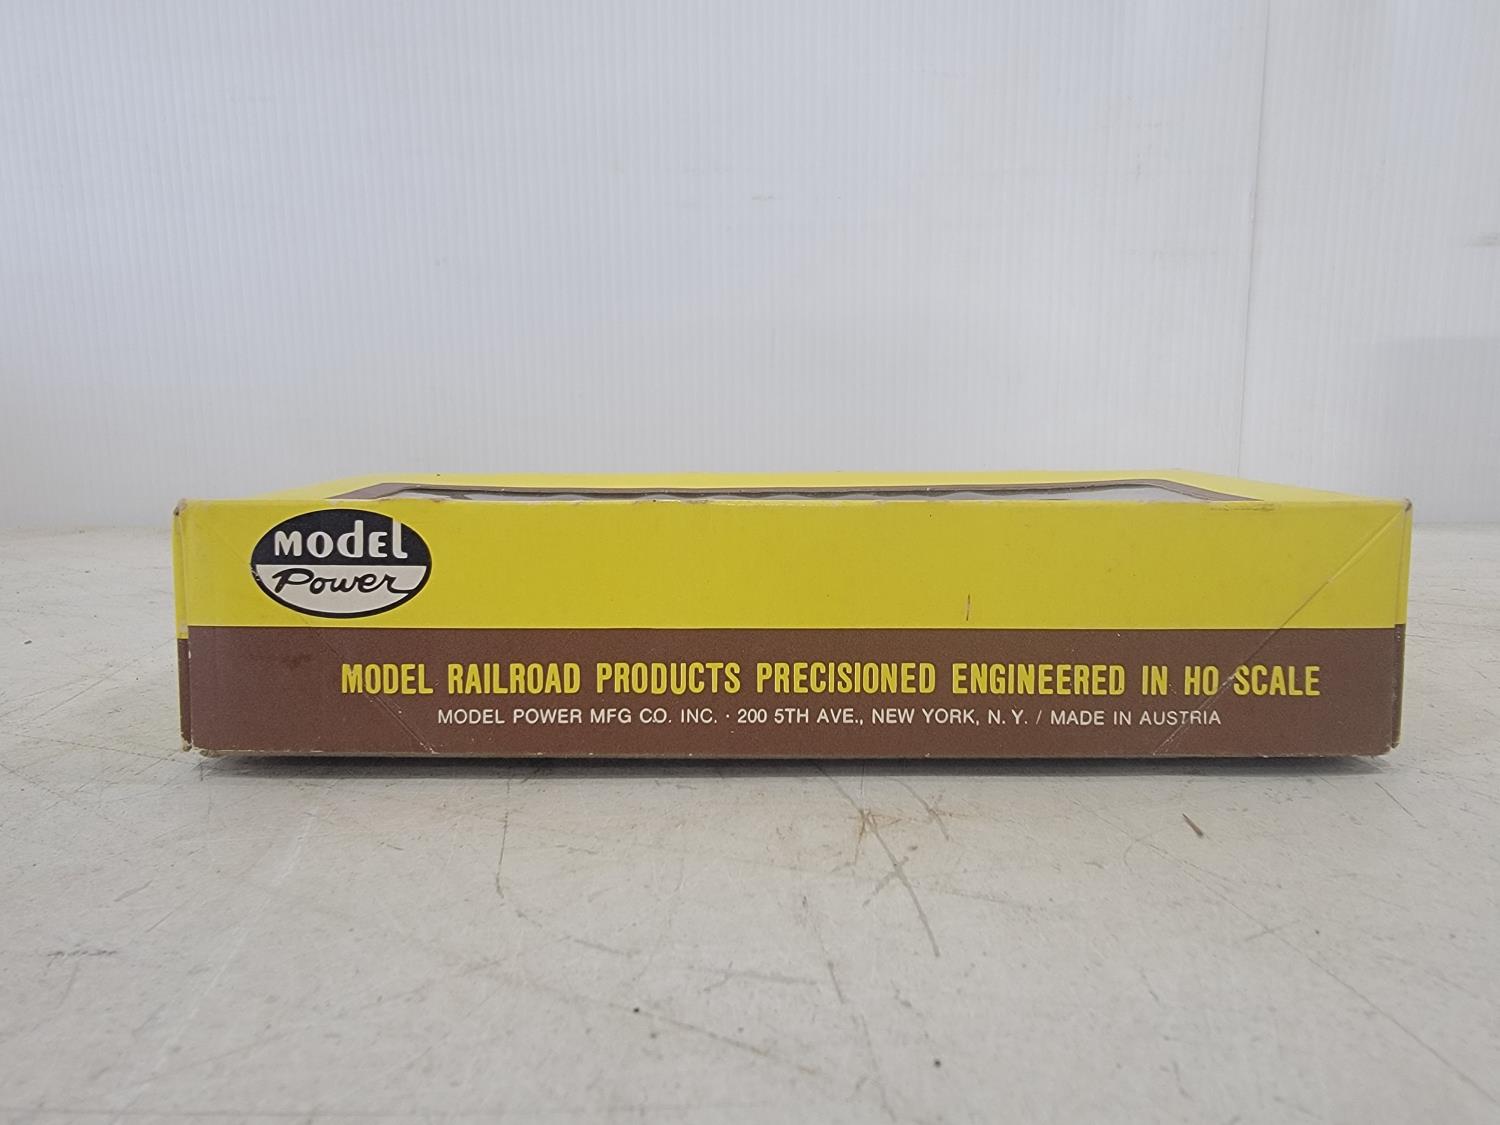 MODEL
Power
MODEL RAILROAD PRODUCTS PRECISIONED ENGINEERED IN HO SCALE
MODEL POWER MFG CO. INC. · 200 5TH AVE., NEW YORK, N.Y. / MADE IN AUSTRIA